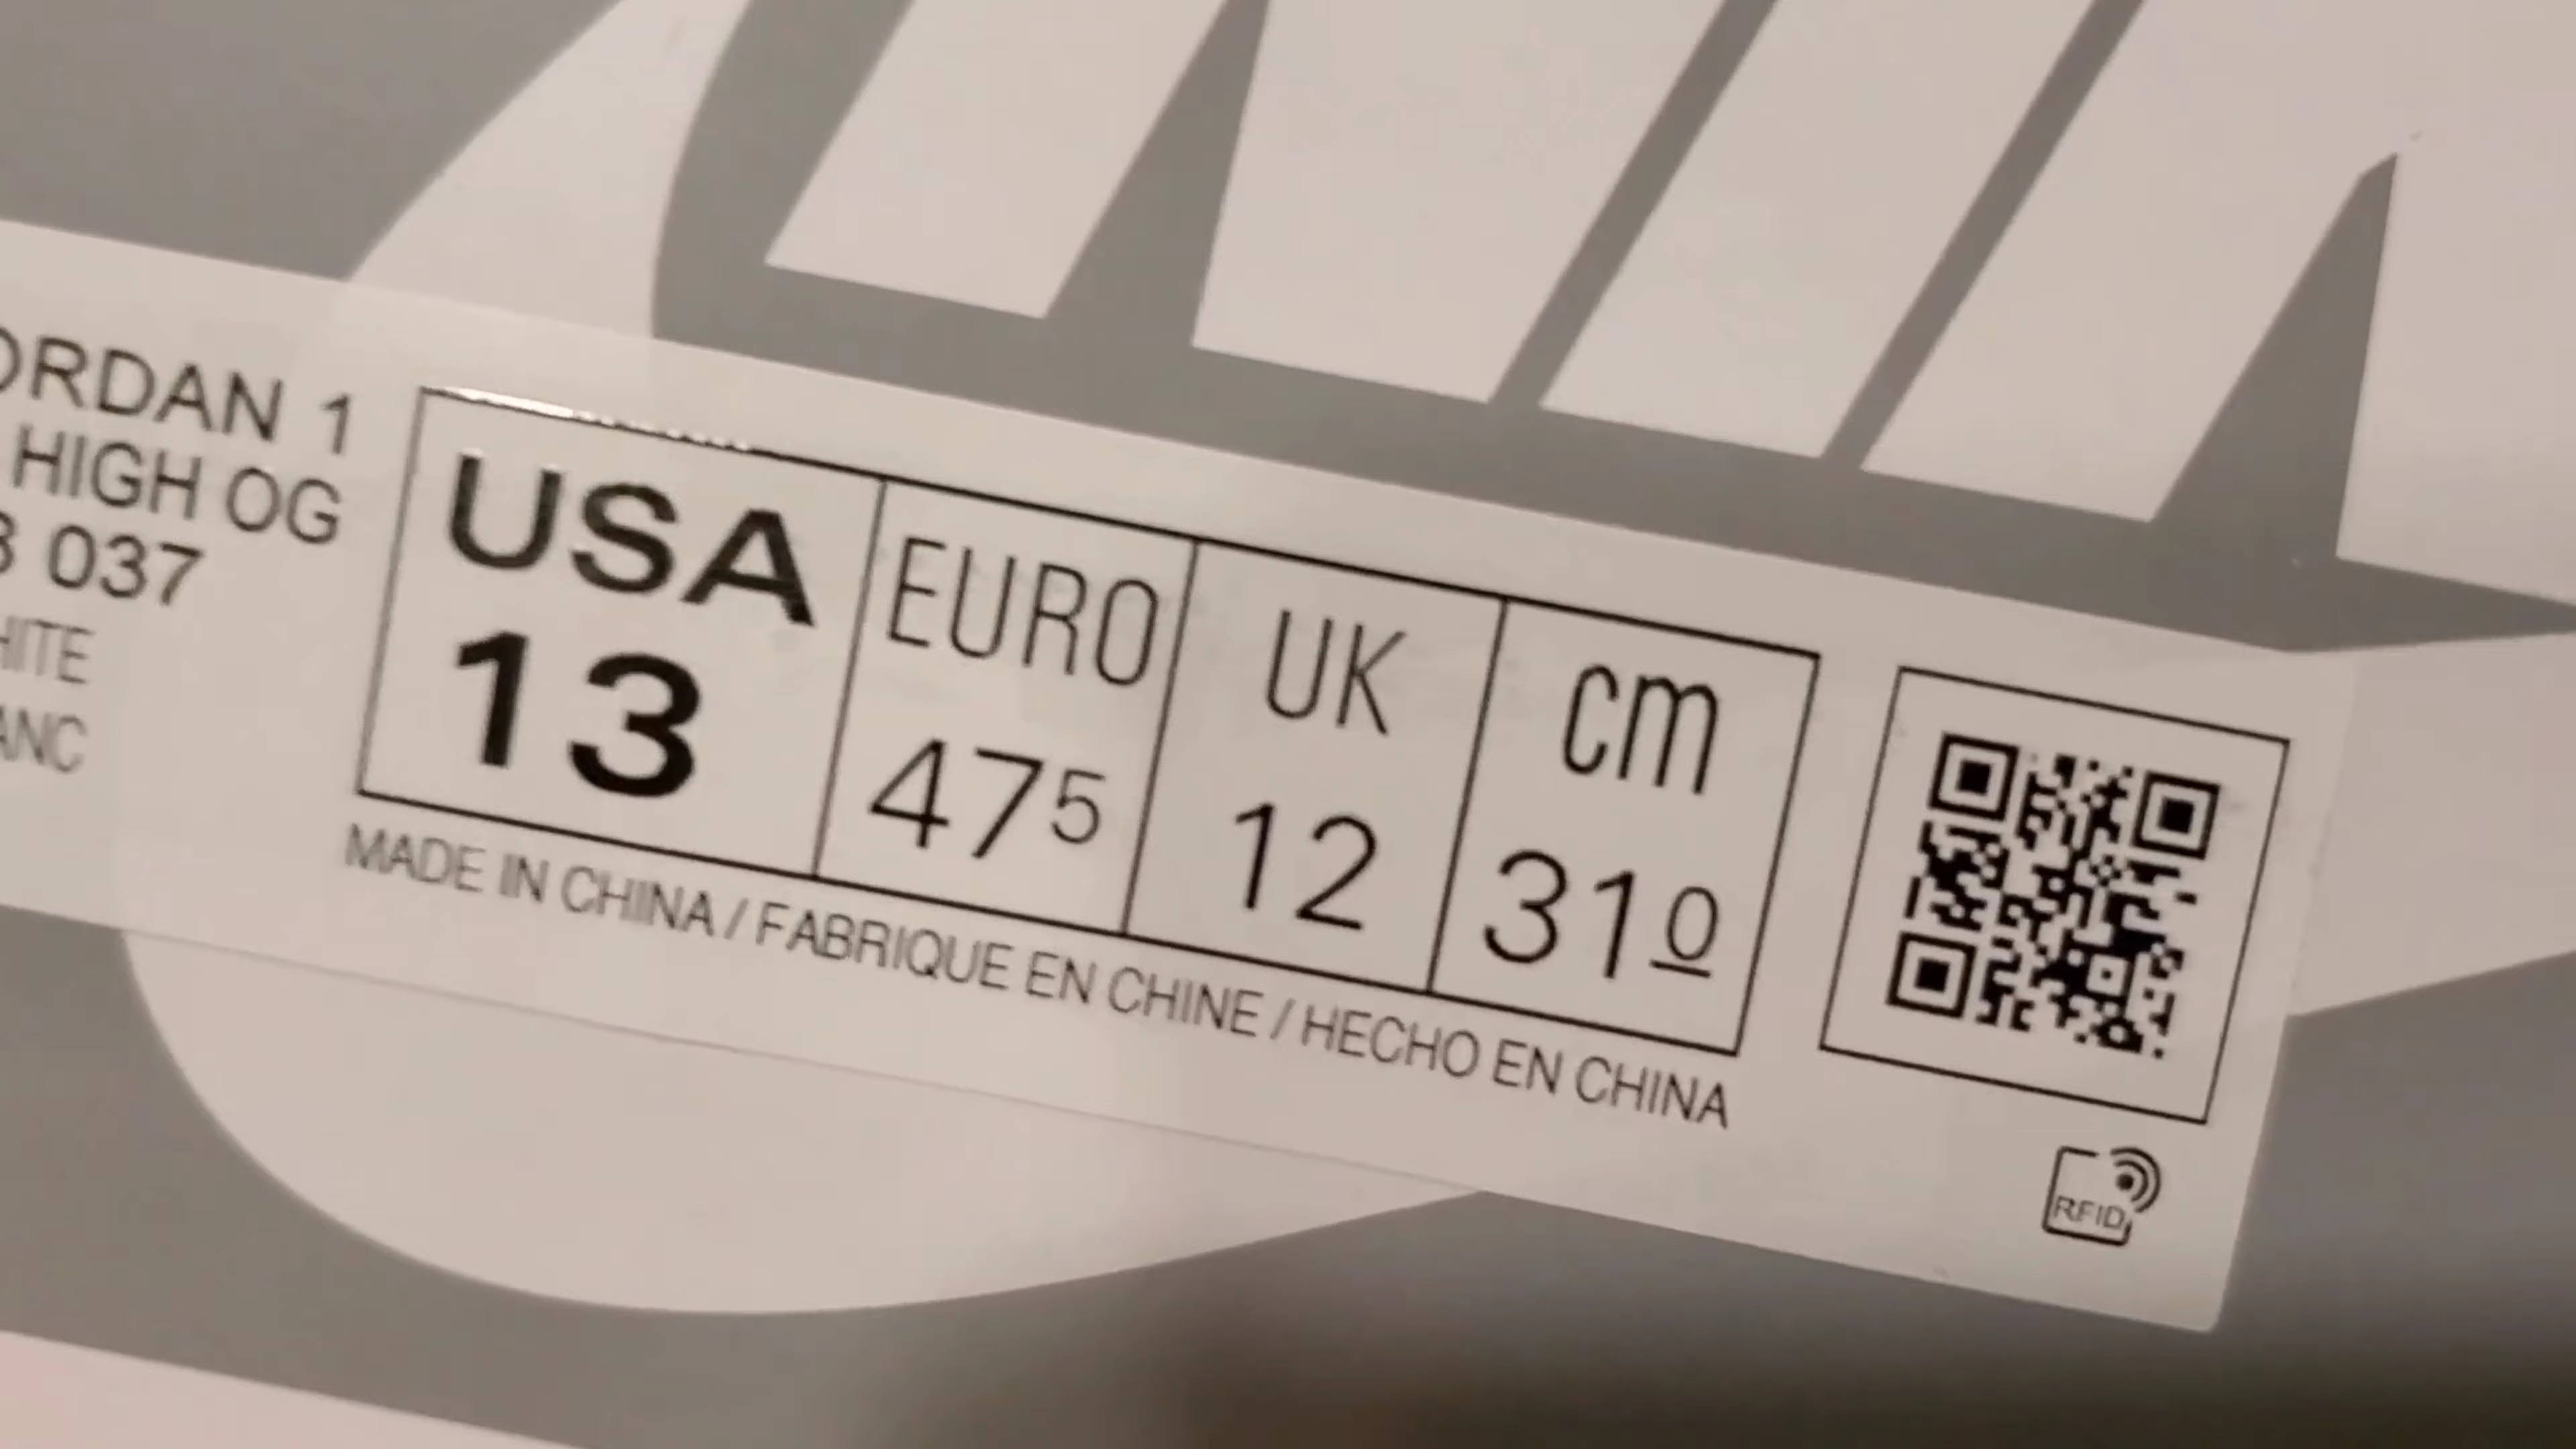 ORDAN 1
HIGH OG
3 037
HITE
ANC
USA EURO UK cm
13 47⁵ 12 31º
MADE IN CHINA / FABRIQUE EN CHINE / HECHO EN CHINA
RFID